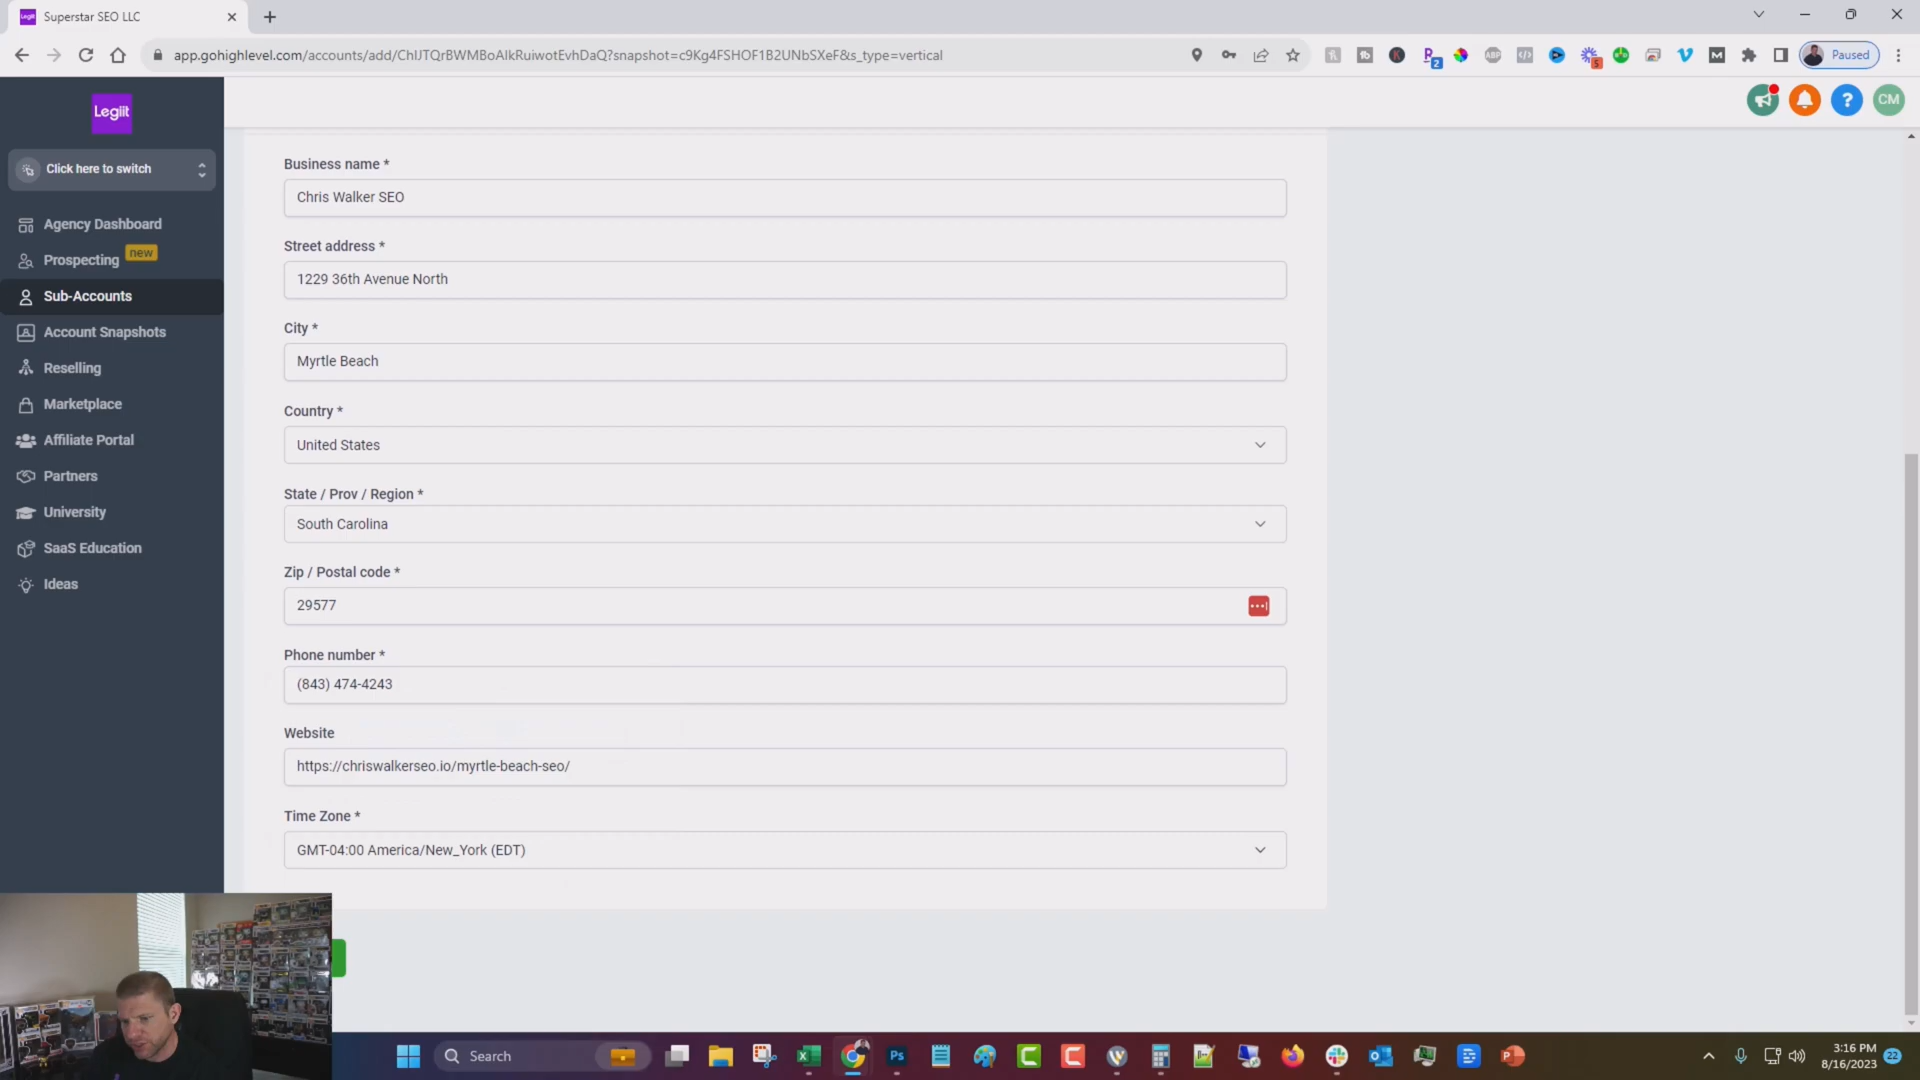 Superstar SEO LLC
app.gohighlevel.com/accounts/add/ChIJTQrBWMBoAIkRuiwotEvhDaQ?snapshot=c9Kg4FSHOF1B2UNbSXeF&s_type=vertical
Paused
Legiit
CM
Click here to switch
Agency Dashboard
Prospecting new
Sub-Accounts
Account Snapshots
Reselling
Marketplace
Affiliate Portal
Partners
University
SaaS Education
Ideas
Business name *
Chris Walker SEO
Street address *
1229 36th Avenue North
City *
Myrtle Beach
Country *
United States
State / Prov / Region *
South Carolina
Zip / Postal code *
29577
Phone number *
(843) 474-4243
Website
https://chriswalkerseo.io/myrtle-beach-seo/
Time Zone *
GMT-04:00 America/New_York (EDT)
Search
3:16 PM
8/16/2023
22